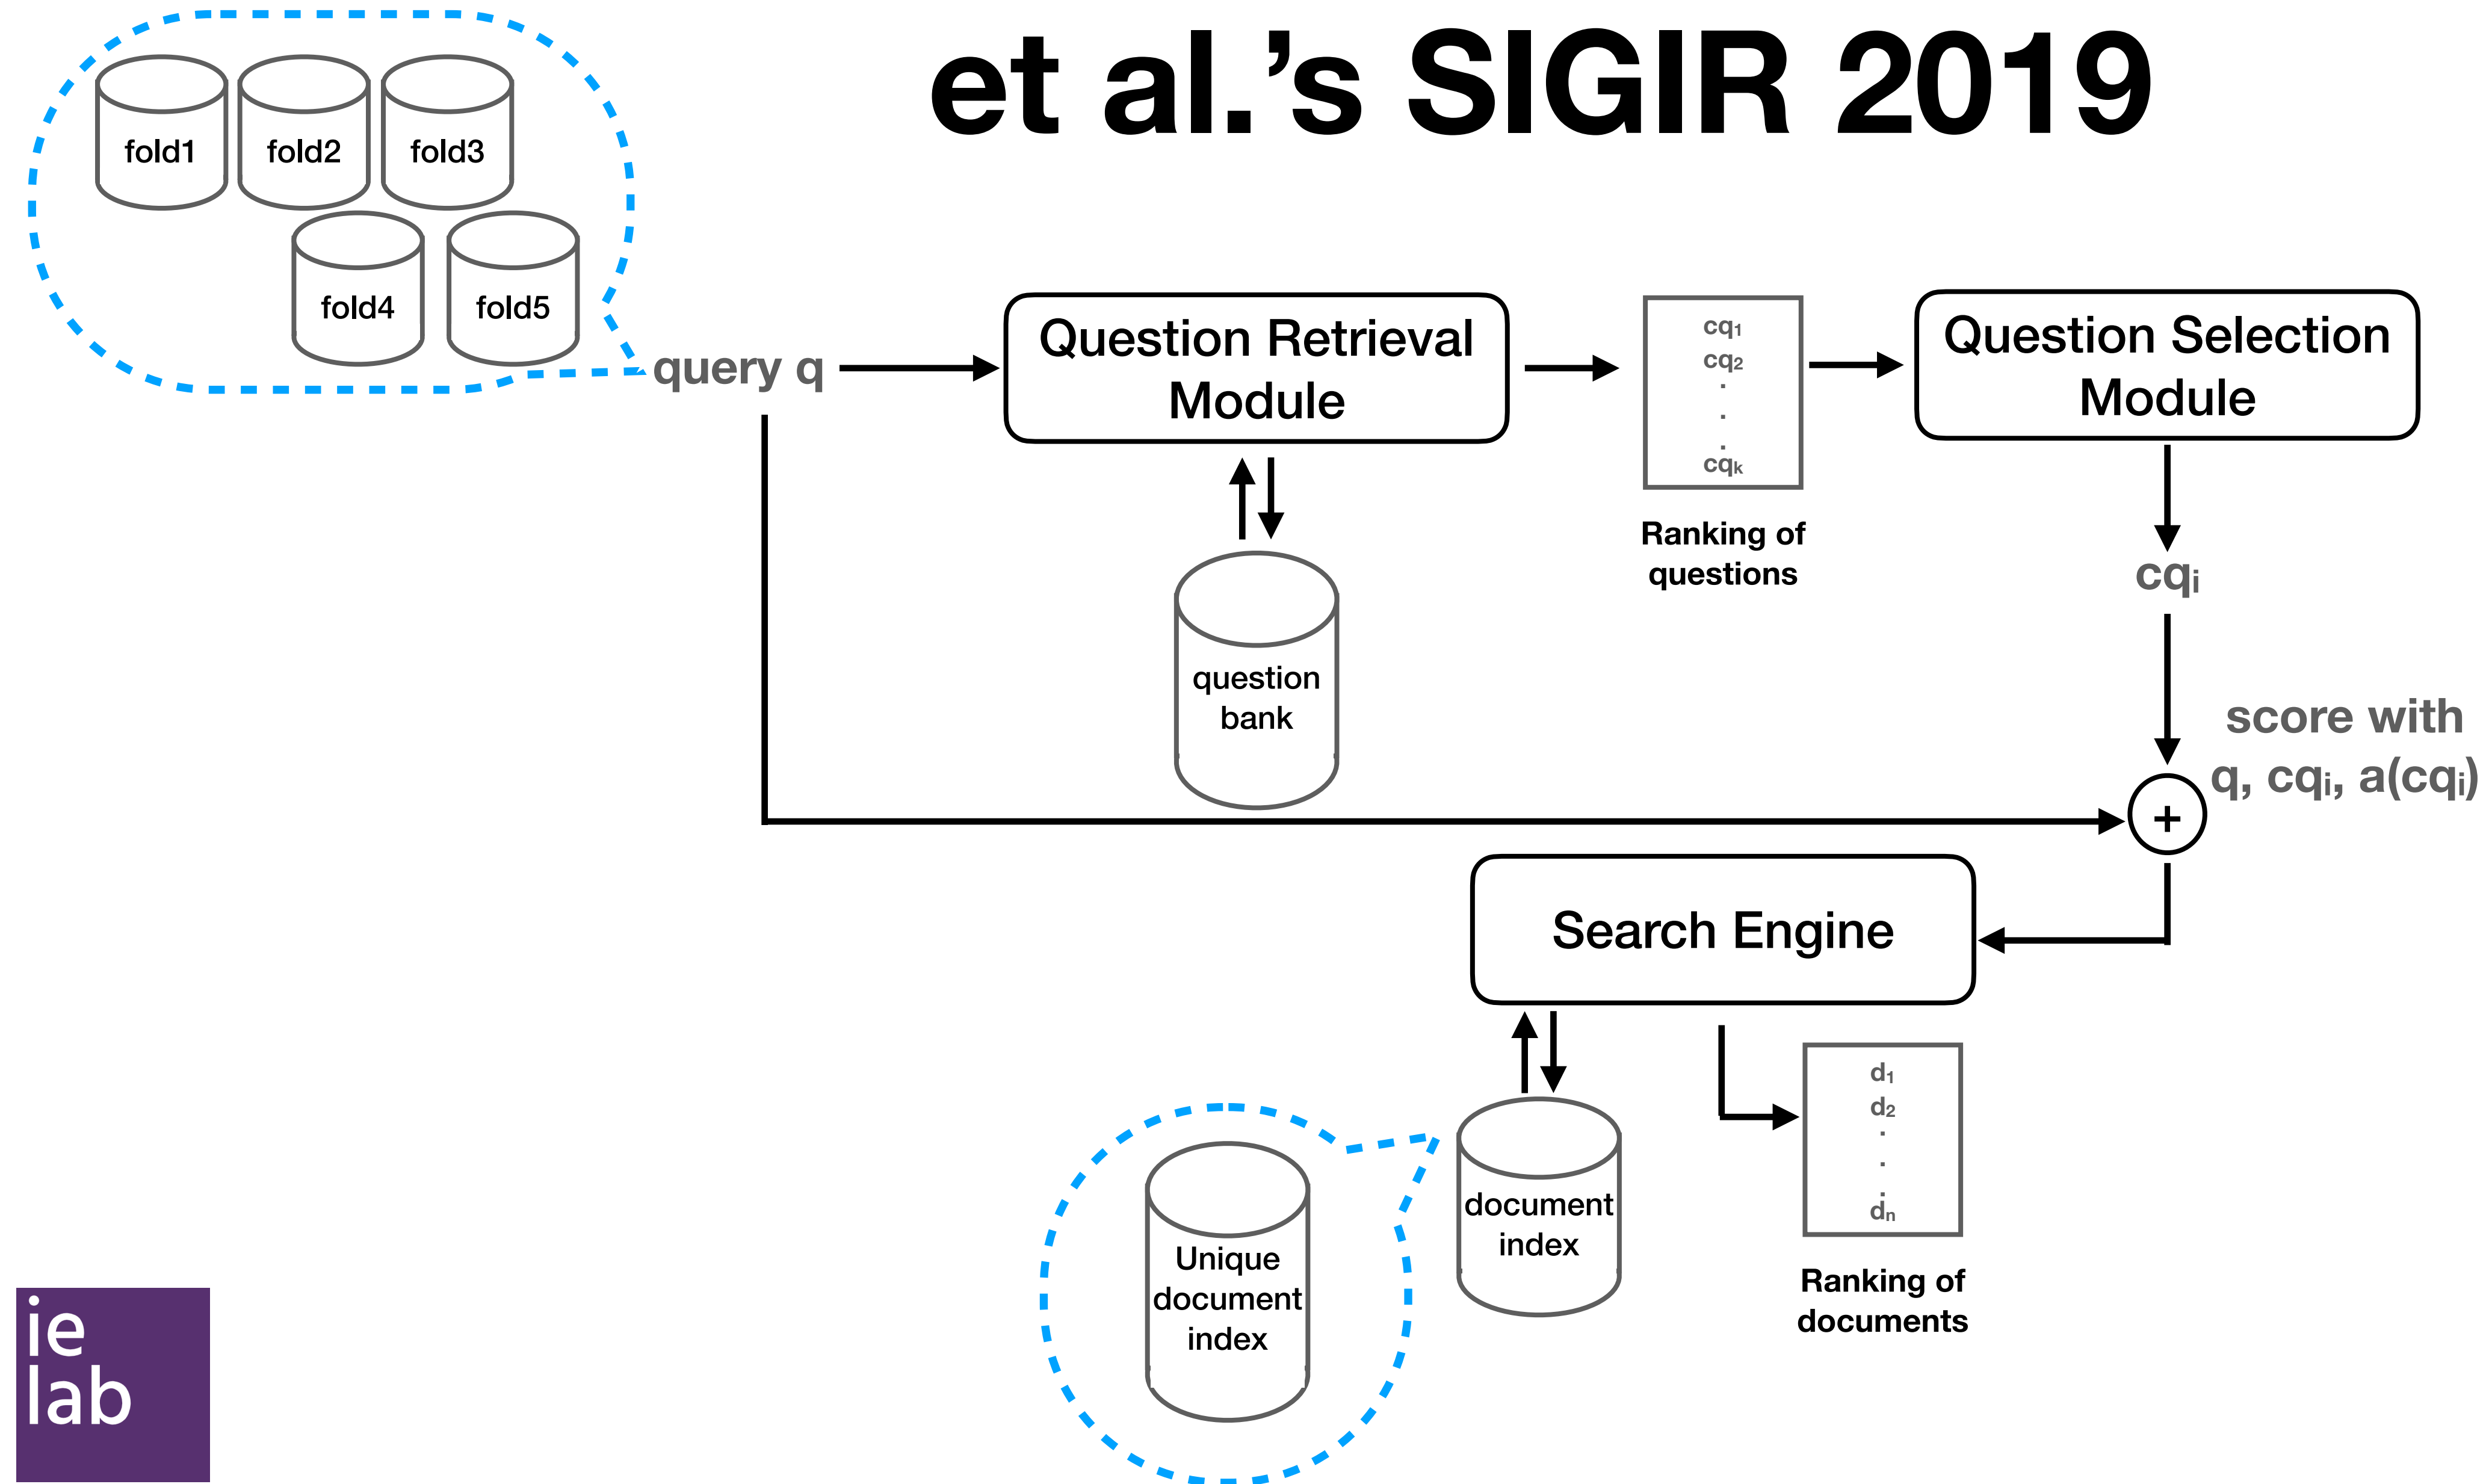 et al.’s SIGIR 2019
fold1
fold2
fold3
fold4
fold5
query q
Question Retrieval
Module
question
bank
cq₁
cq₂
.
.
.
cqₖ
Ranking of
questions
Question Selection
Module
cqᵢ
score with
q, cqᵢ, a(cqᵢ)
+
Search Engine
Unique
document
index
document
index
d₁
d₂
.
.
.
dₙ
Ranking of
documents
ie
lab